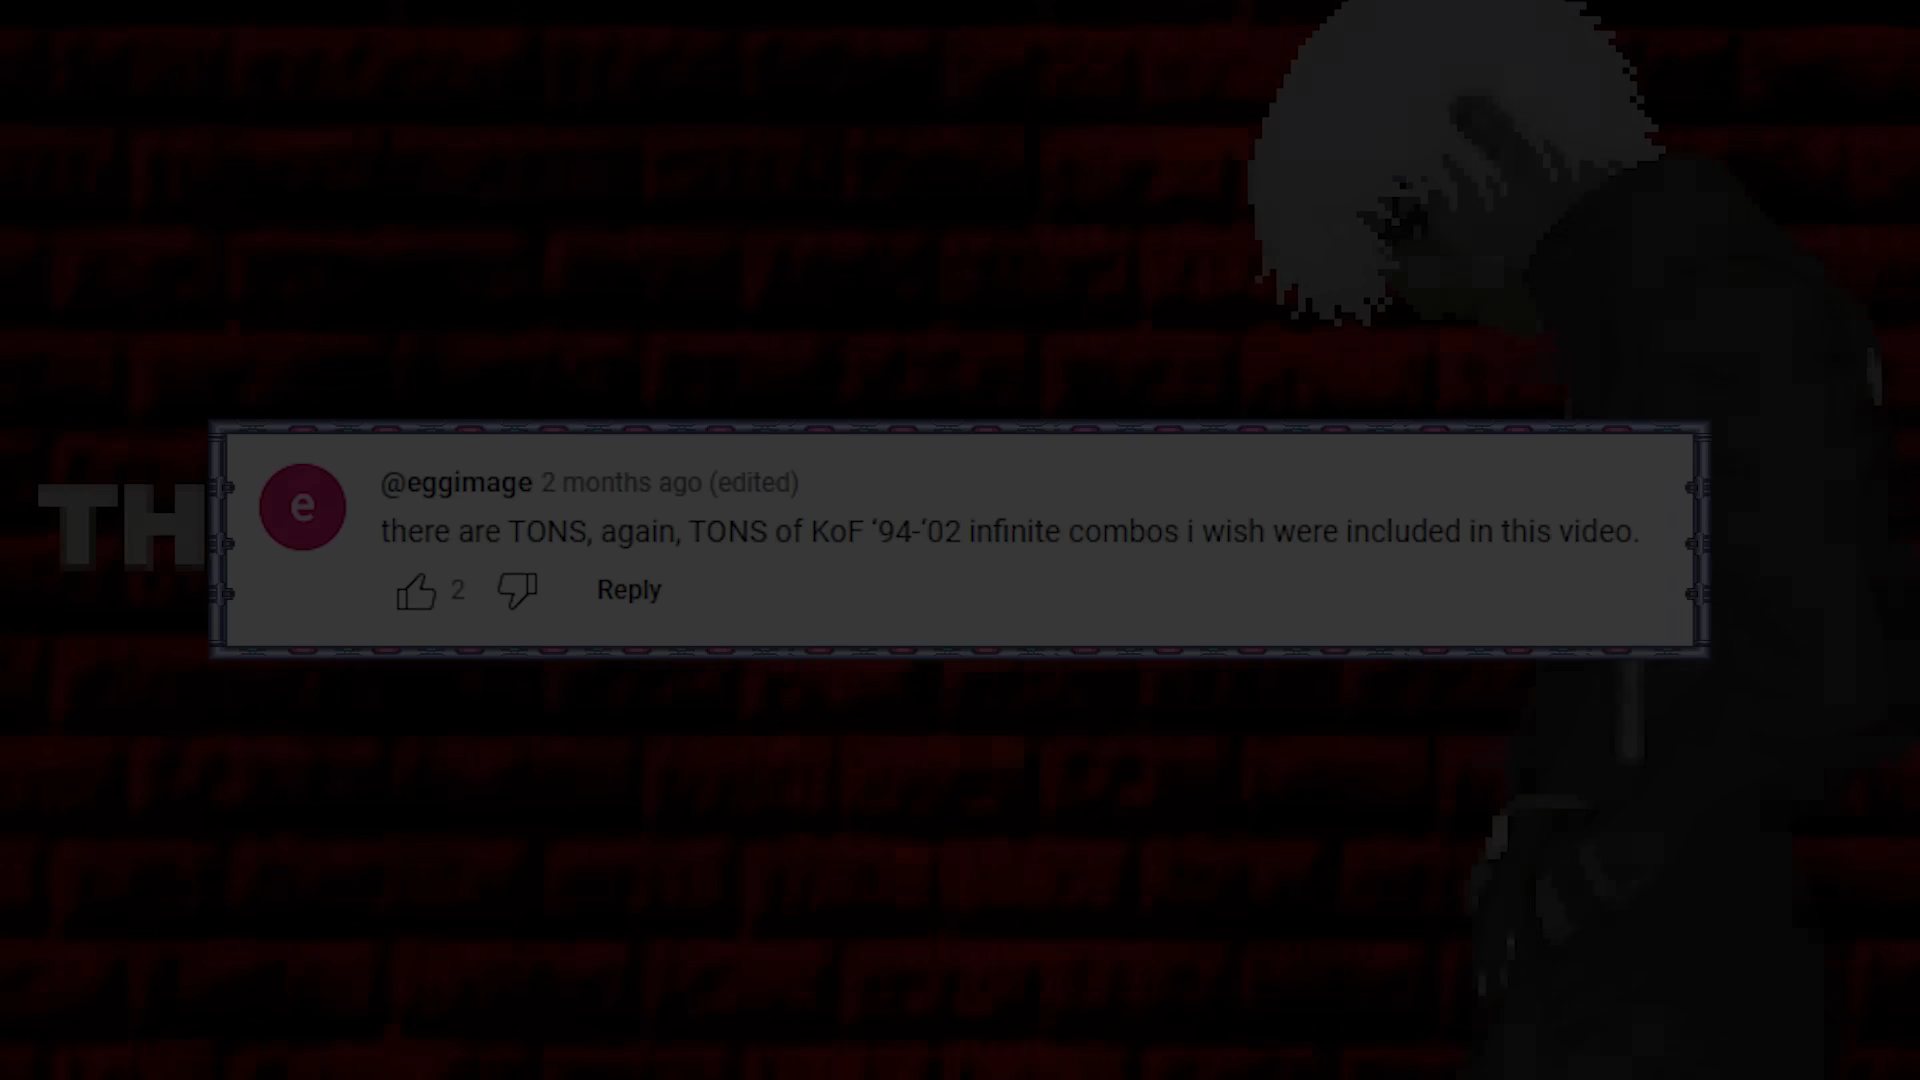 @eggimage 2 months ago (edited)
there are TONS, again, TONS of KoF ‘94-‘02 infinite combos i wish were included in this video.
2 Reply
TH
e